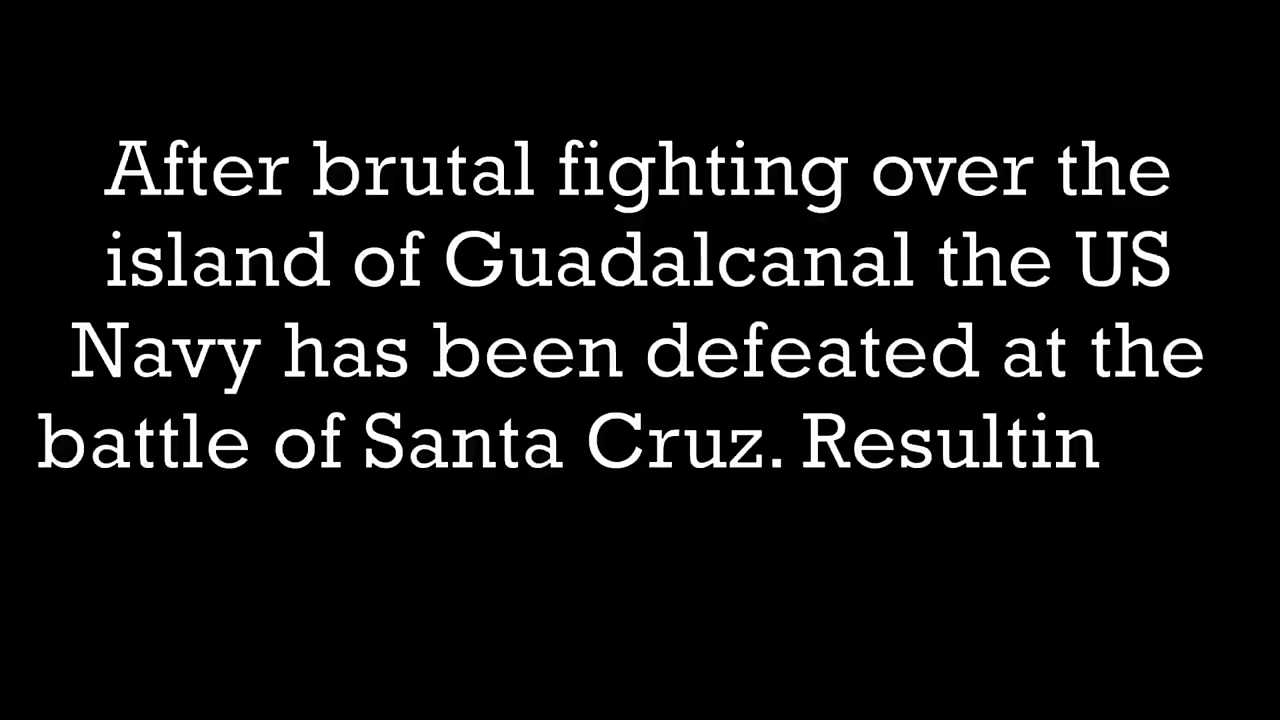 After brutal fighting over the
island of Guadalcanal the US
Navy has been defeated at the
battle of Santa Cruz. Resultin